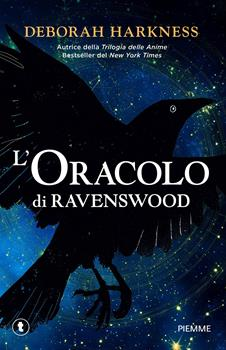 DEBORAH HARKNESS
Autrice della Trilogia delle Anime
Bestseller del New York Times
L'ORACOLO
di RAVENSWOOD
PIEMME